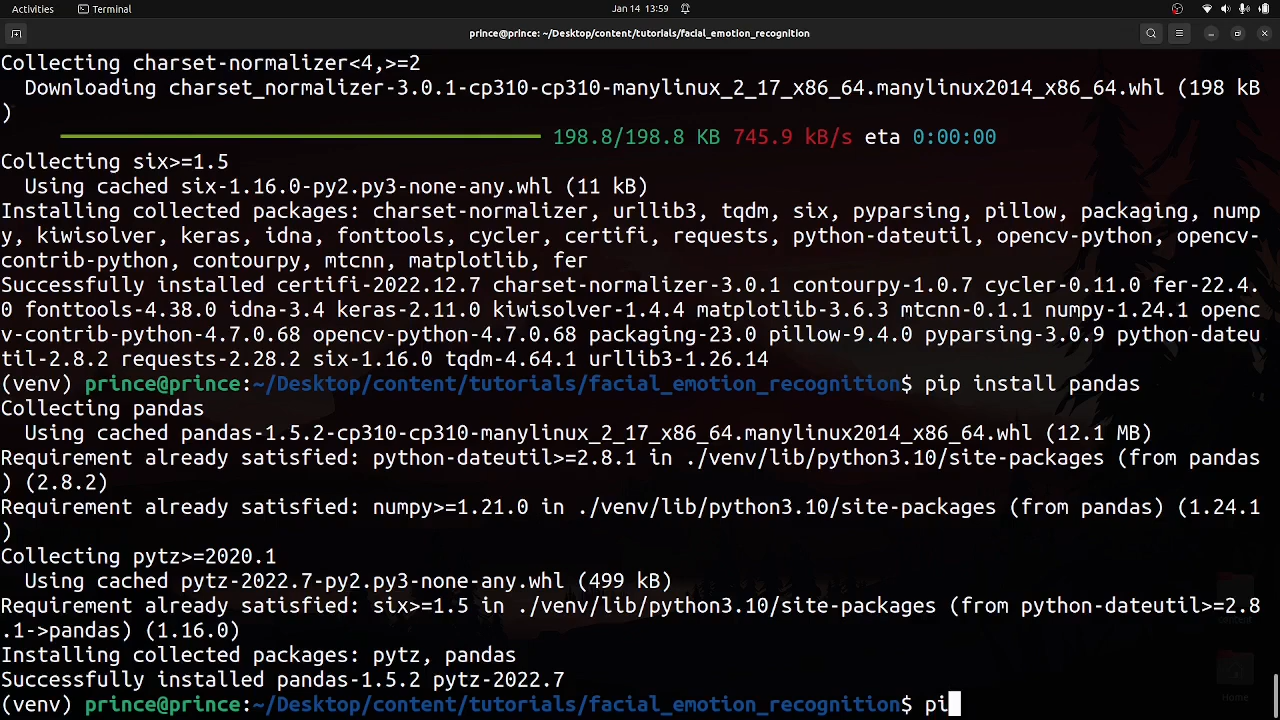 Activities Terminal Jan 14 13:59
prince@prince: ~/Desktop/content/tutorials/facial_emotion_recognition
Collecting charset-normalizer<4,>=2
  Downloading charset_normalizer-3.0.1-cp310-cp310-manylinux_2_17_x86_64.manylinux2014_x86_64.whl (198 kB
)
198.8/198.8 KB 745.9 kB/s eta 0:00:00
Collecting six>=1.5
  Using cached six-1.16.0-py2.py3-none-any.whl (11 kB)
Installing collected packages: charset-normalizer, urllib3, tqdm, six, pyparsing, pillow, packaging, nump
y, kiwisolver, keras, idna, fonttools, cycler, certifi, requests, python-dateutil, opencv-python, opencv-
contrib-python, contourpy, mtcnn, matplotlib, fer
Successfully installed certifi-2022.12.7 charset-normalizer-3.0.1 contourpy-1.0.7 cycler-0.11.0 fer-22.4.
0 fonttools-4.38.0 idna-3.4 keras-2.11.0 kiwisolver-1.4.4 matplotlib-3.6.3 mtcnn-0.1.1 numpy-1.24.1 openc
v-contrib-python-4.7.0.68 opencv-python-4.7.0.68 packaging-23.0 pillow-9.4.0 pyparsing-3.0.9 python-dateu
til-2.8.2 requests-2.28.2 six-1.16.0 tqdm-4.64.1 urllib3-1.26.14
(venv) prince@prince:~/Desktop/content/tutorials/facial_emotion_recognition$ pip install pandas
Collecting pandas
  Using cached pandas-1.5.2-cp310-cp310-manylinux_2_17_x86_64.manylinux2014_x86_64.whl (12.1 MB)
Requirement already satisfied: python-dateutil>=2.8.1 in ./venv/lib/python3.10/site-packages (from pandas
) (2.8.2)
Requirement already satisfied: numpy>=1.21.0 in ./venv/lib/python3.10/site-packages (from pandas) (1.24.1
)
Collecting pytz>=2020.1
  Using cached pytz-2022.7-py2.py3-none-any.whl (499 kB)
Requirement already satisfied: six>=1.5 in ./venv/lib/python3.10/site-packages (from python-dateutil>=2.8
.1->pandas) (1.16.0)
Installing collected packages: pytz, pandas
Successfully installed pandas-1.5.2 pytz-2022.7
Home
(venv) prince@prince:~/Desktop/content/tutorials/facial_emotion_recognition$ pi